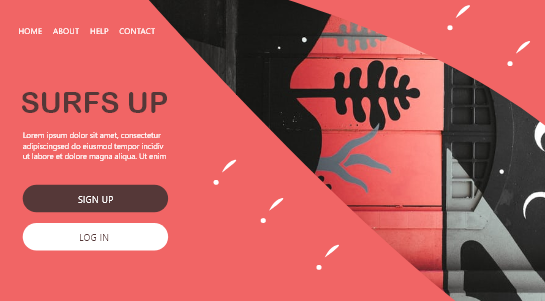 HOME ABOUT HELP CONTACT
SURFS UP
Lorem ipsum dolor sit amet, consectetur
adipiscingsed do eiusmod tempor incidiv
ut labore et dolore magna aliqua. Ut enim
SIGN UP
LOG IN